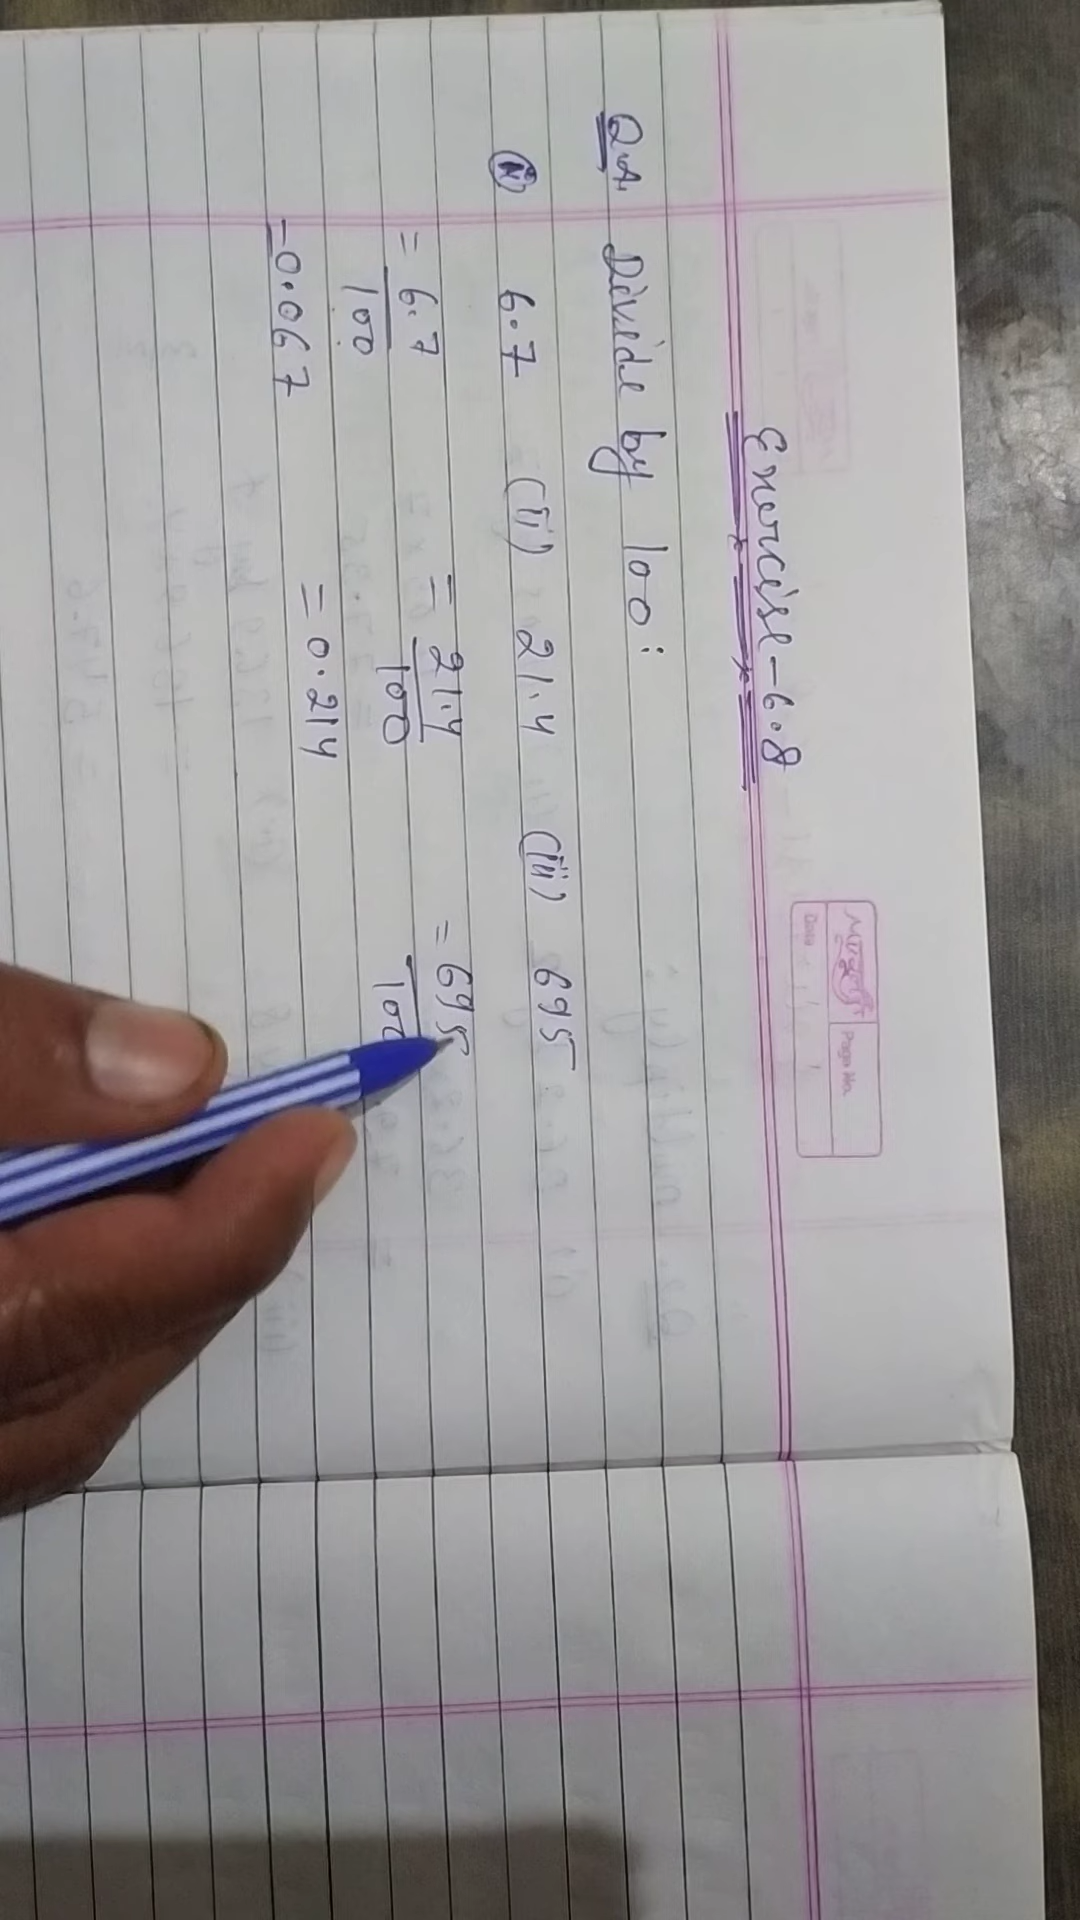 Page No.
Date
Exercise-6.8
Q.1. Divide by 100:
(i) 6.7 (ii) 21.4 (iii) 695
= 6.7 = 21.4 = 695
100 100 100
= 0.067 = 0.214